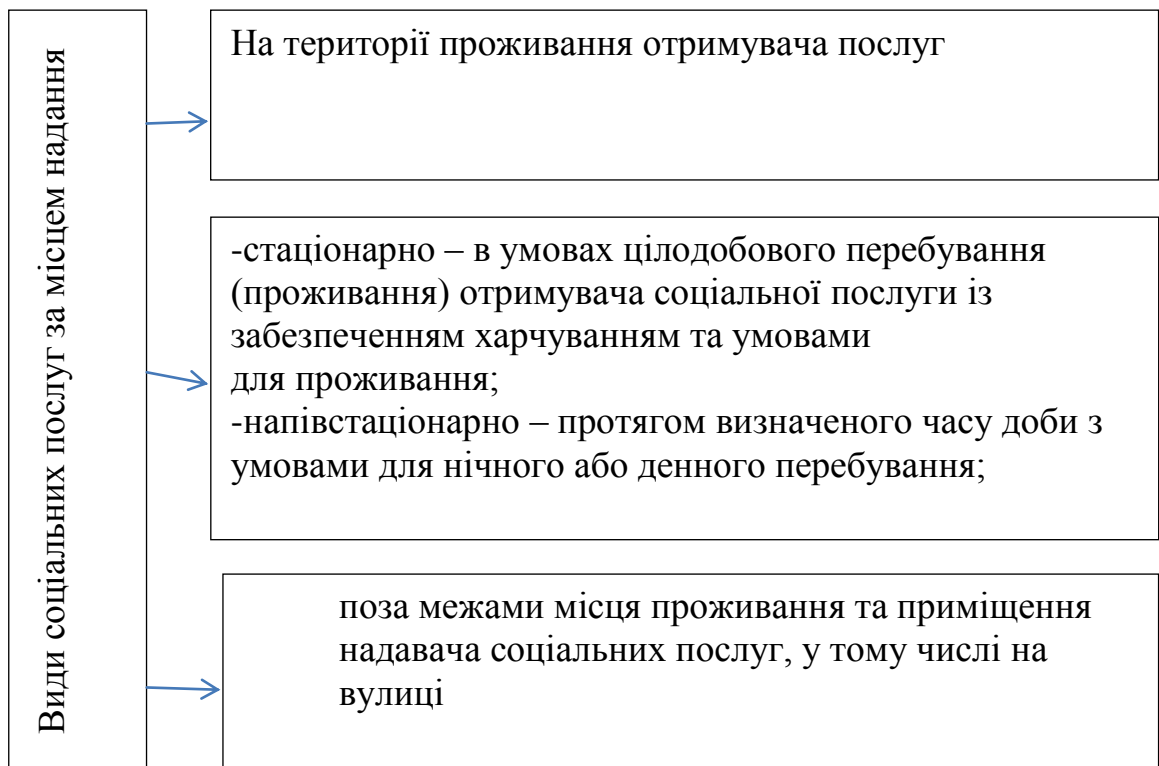 Види соціальних послуг за місцем надання
На території проживання отримувача послуг
-стаціонарно – в умовах цілодобового перебування
(проживання) отримувача соціальної послуги із
забезпеченням харчуванням та умовами
для проживання;
-напівстаціонарно – протягом визначеного часу доби з
умовами для нічного або денного перебування;
поза межами місця проживання та приміщення
надавача соціальних послуг, у тому числі на
вулиці